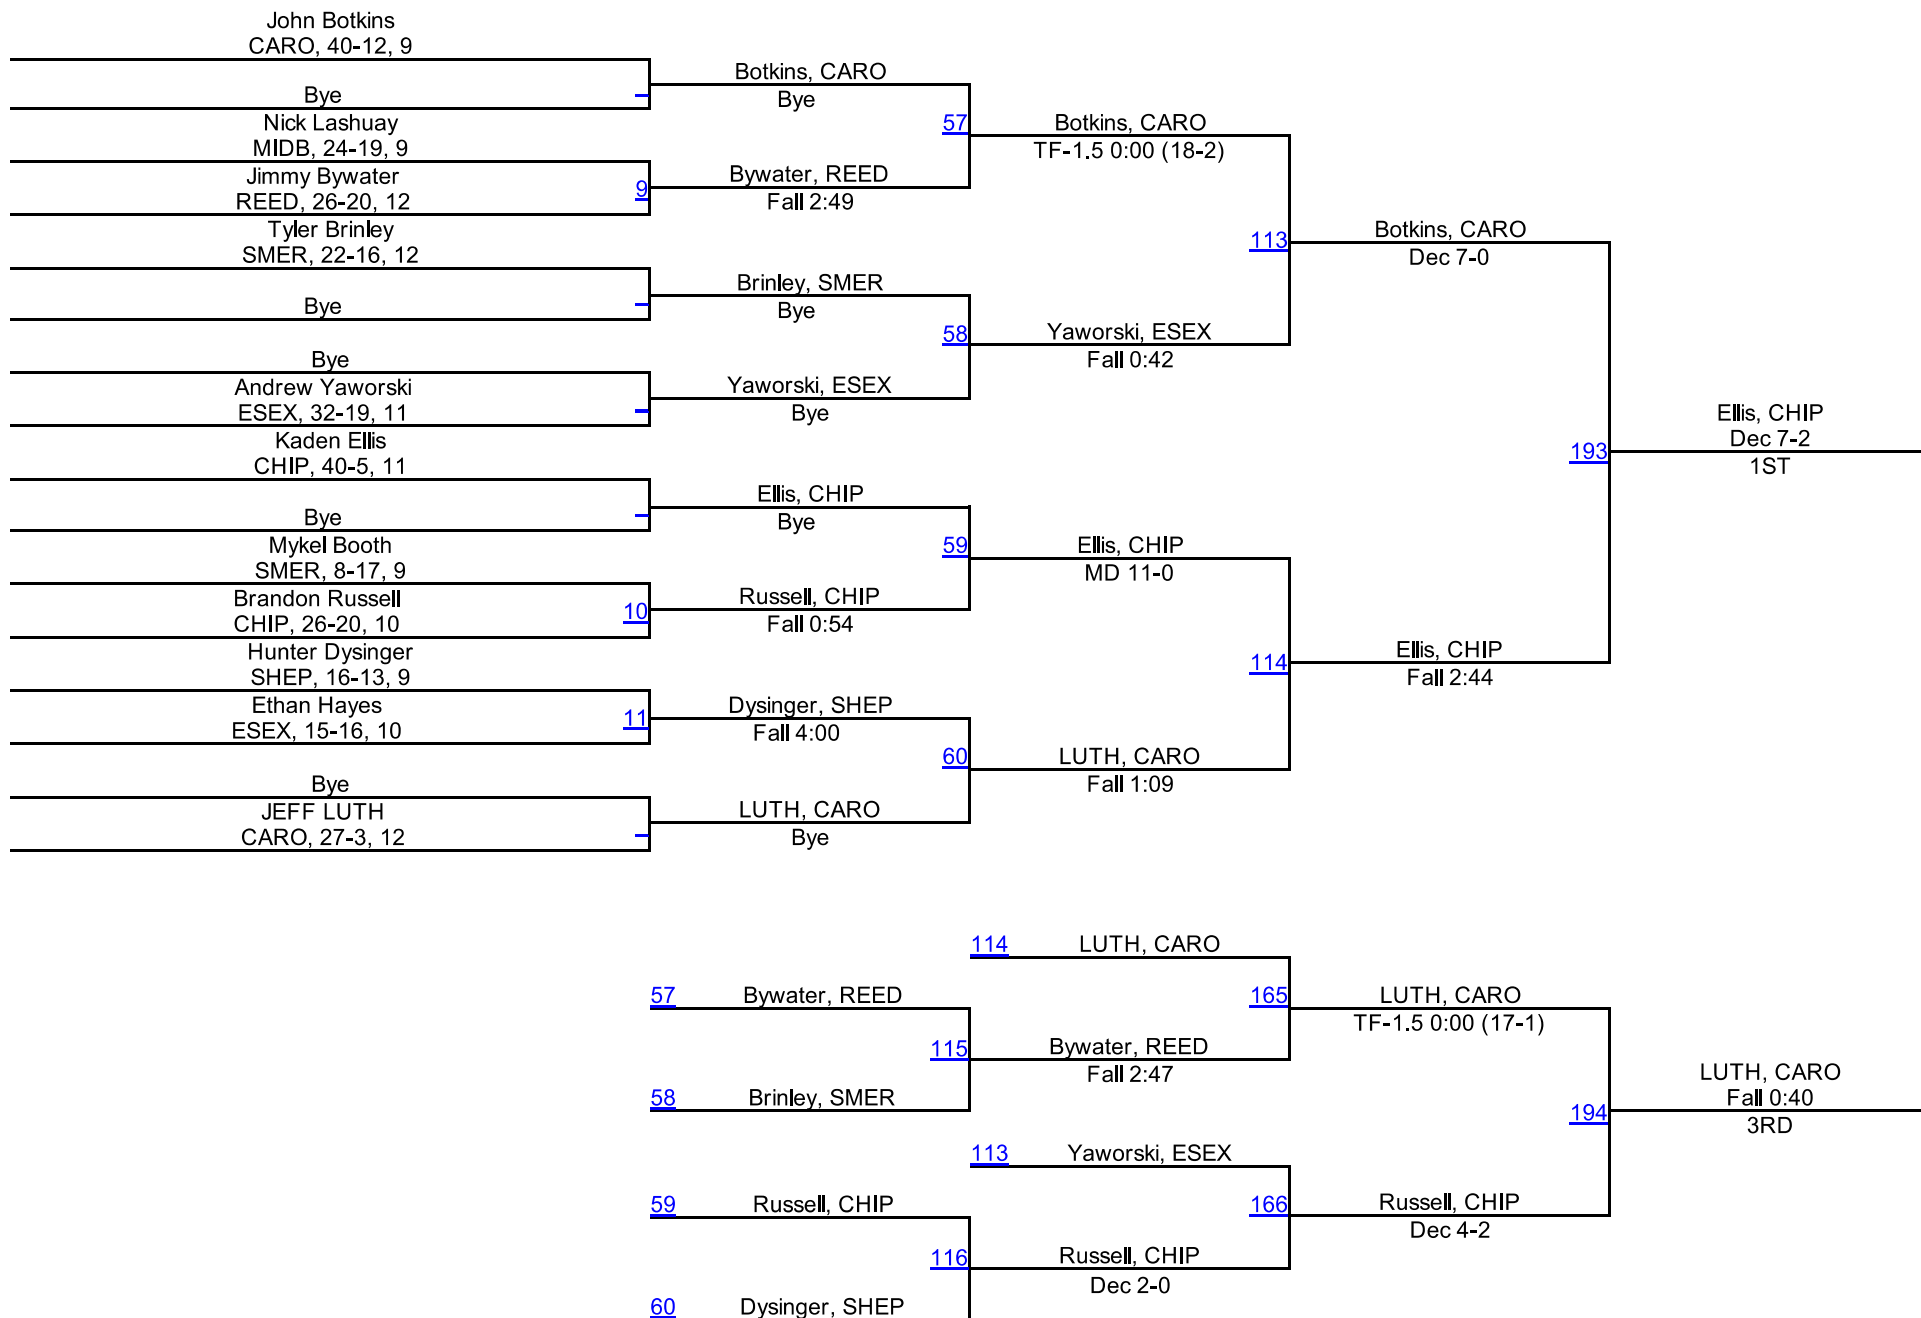 John Botkins
CARO, 40-12, 9
Bye
Nick Lashuay
MIDB, 24-19, 9
Jimmy Bywater
REED, 26-20, 12
9
Tyler Brinley
SMER, 22-16, 12
Bye
Bye
Andrew Yaworski
ESEX, 32-19, 11
Kaden Ellis
CHIP, 40-5, 11
Bye
Mykel Booth
SMER, 8-17, 9
Brandon Russell
CHIP, 26-20, 10
10
Hunter Dysinger
SHEP, 16-13, 9
Ethan Hayes
ESEX, 15-16, 10
11
Bye
JEFF LUTH
CARO, 27-3, 12
Botkins, CARO
Bye
57
Bywater, REED
Fall 2:49
Brinley, SMER
Bye
58
Yaworski, ESEX
Bye
Ellis, CHIP
Bye
59
Russell, CHIP
Fall 0:54
Dysinger, SHEP
Fall 4:00
60
LUTH, CARO
Bye
Botkins, CARO
TF-1.5 0:00 (18-2)
113
Yaworski, ESEX
Fall 0:42
Ellis, CHIP
MD 11-0
114
LUTH, CARO
Fall 1:09
Botkins, CARO
Dec 7-0
193
Ellis, CHIP
Fall 2:44
Ellis, CHIP
Dec 7-2
1ST
57
Bywater, REED
115
58
Brinley, SMER
59
Russell, CHIP
116
60
Dysinger, SHEP
114
LUTH, CARO
165
Bywater, REED
Fall 2:47
113
Yaworski, ESEX
166
Russell, CHIP
Dec 2-0
LUTH, CARO
TF-1.5 0:00 (17-1)
194
Russell, CHIP
Dec 4-2
LUTH, CARO
Fall 0:40
3RD